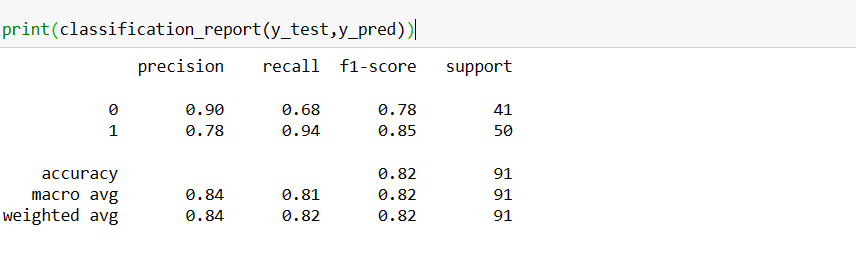 print(classification_report(y_test,y_pred))
precision recall f1-score support
0 0.90 0.68 0.78 41
1 0.78 0.94 0.85 50
accuracy 0.82 91
macro avg 0.84 0.81 0.82 91
weighted avg 0.84 0.82 0.82 91